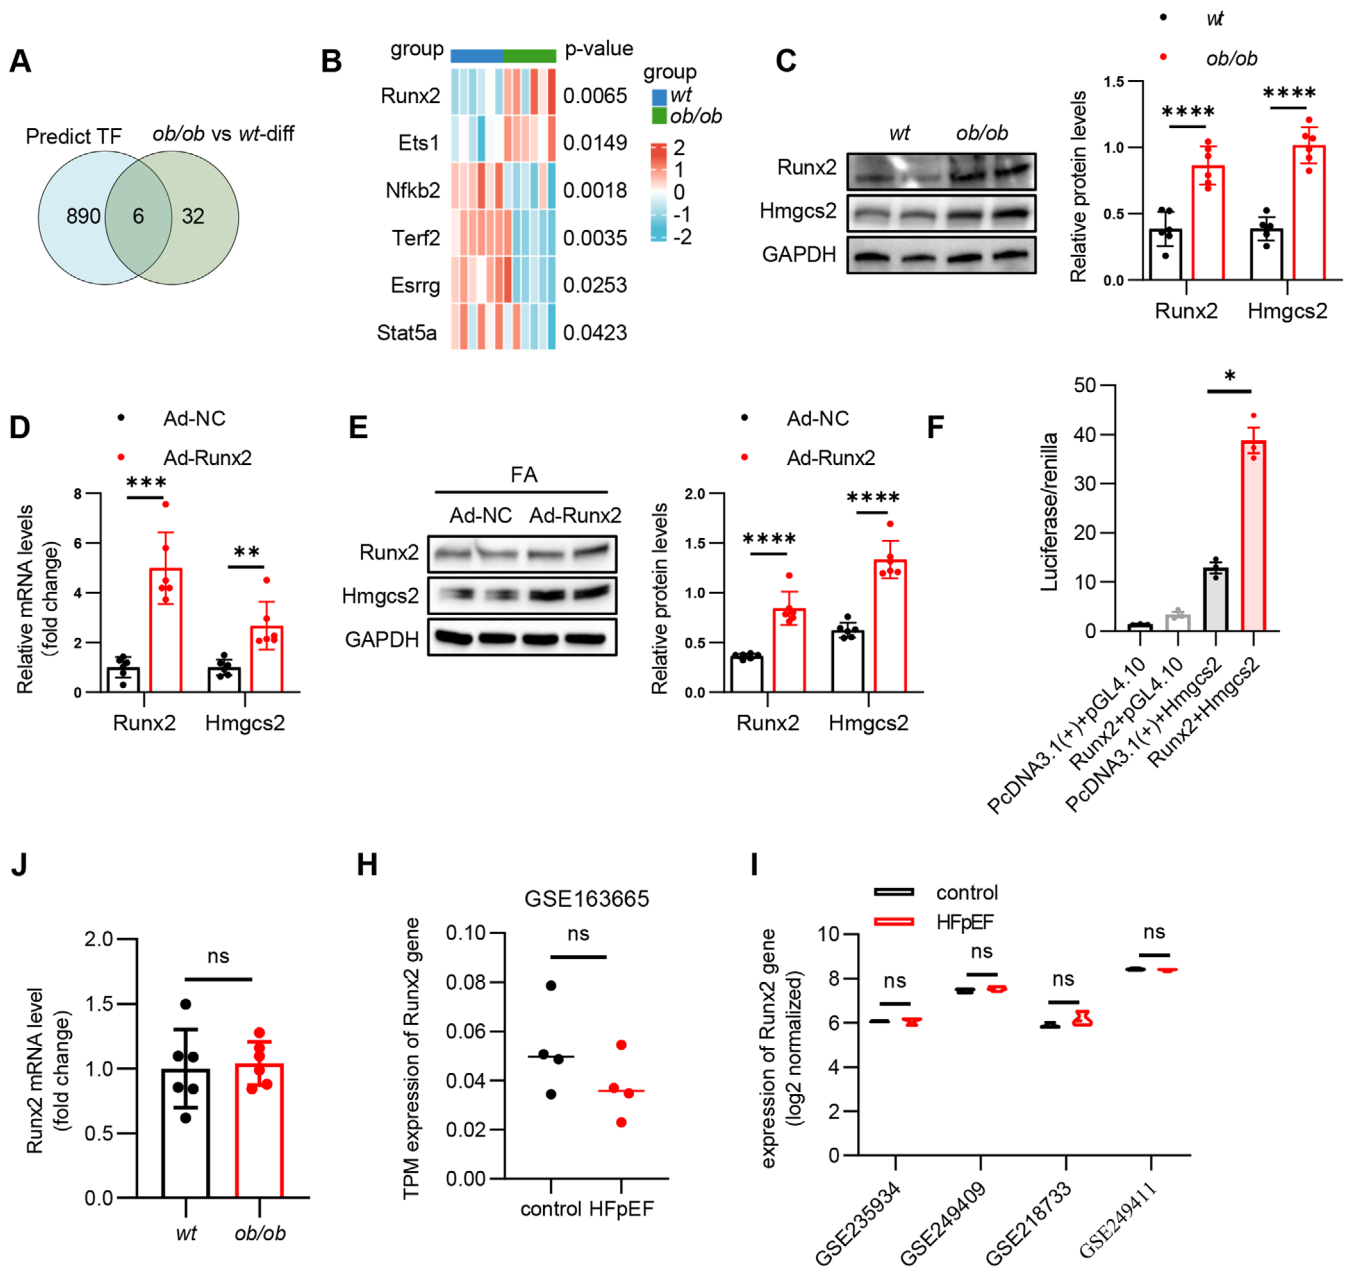 A
Predict TF
ob/ob vs wt-diff
890
6
32
B
group
p-value
Runx2
0.0065
Ets1
0.0149
Nfkb2
0.0018
Terf2
0.0035
Esrrg
0.0253
Stat5a
0.0423
group
wt
ob/ob
2
1
0
-1
-2
C
wt
ob/ob
Runx2
Hmgcs2
GAPDH
wt
ob/ob
Relative protein levels
1.5
1.0
0.5
0.0
****
****
Runx2
Hmgcs2
D
Ad-NC
Ad-Runx2
Relative mRNA levels
(fold change)
8
6
4
2
0
***
**
Runx2
Hmgcs2
E
FA
Ad-NC
Ad-Runx2
Runx2
Hmgcs2
GAPDH
Ad-NC
Ad-Runx2
Relative protein levels
2.0
1.5
1.0
0.5
0.0
****
****
Runx2
Hmgcs2
F
Luciferase/renilla
50
40
30
20
10
0
*
PcDNA3.1(+)+pGL4.10
Runx2+pGL4.10
PcDNA3.1(+)+Hmgcs2
Runx2+Hmgcs2
J
Runx2 mRNA level
(fold change)
2.0
1.5
1.0
0.5
0.0
ns
wt
ob/ob
H
GSE163665
TPM expression of Runx2 gene
0.10
0.08
0.06
0.04
0.02
0.00
ns
control
HFpEF
I
control
HFpEF
expression of Runx2 gene
(log2 normalized)
10
8
6
4
2
0
ns
ns
ns
ns
GSE235934
GSE249409
GSE218733
GSE249411